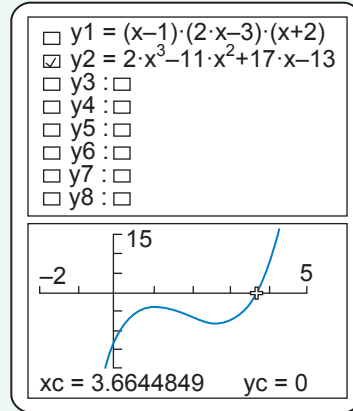 ☐ y1 = (x–1)·(2·x–3)·(x+2)
☑ y2 = 2·x³–11·x²+17·x–13
☐ y3 :☐
☐ y4 :☐
☐ y5 :☐
☐ y6 :☐
☐ y7 :☐
☐ y8 :☐
15
–2
5
xc = 3.6644849 yc = 0